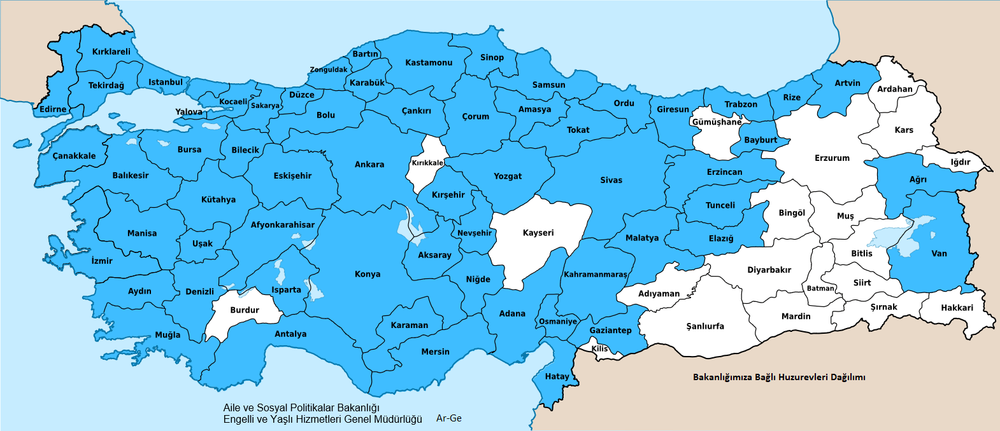 Kırklareli
Tekirdağ
Istanbul
Edirne
Kocaeli
Sakarya
Yalova
Düzce
Zonguldak
Bartın
Karabük
Kastamonu
Sinop
Samsun
Bolu
Çankırı
Çorum
Amasya
Tokat
Ordu
Giresun
Trabzon
Rize
Artvin
Ardahan
Gümüşhane
Bayburt
Kars
Erzurum
Iğdır
Ağrı
Çanakkale
Balıkesir
Bursa
Bilecik
Eskişehir
Ankara
Kırıkkale
Yozgat
Sivas
Erzincan
Tunceli
Kütahya
Kırşehir
Bingöl
Muş
Afyonkarahisar
Manisa
Uşak
Nevşehir
Kayseri
Malatya
Elazığ
Bitlis
Van
İzmir
Aksaray
Konya
Niğde
Kahramanmaraş
Diyarbakır
Batman
Siirt
Aydın
Denizli
Isparta
Burdur
Adıyaman
Şırnak
Hakkari
Mardin
Şanlıurfa
Muğla
Antalya
Karaman
Mersin
Adana
Osmaniye
Gaziantep
Kilis
Hatay
Bakanlığımıza Bağlı Huzurevleri Dağılımı
Aile ve Sosyal Politikalar Bakanlığı
Engelli ve Yaşlı Hizmetleri Genel Müdürlüğü Ar-Ge